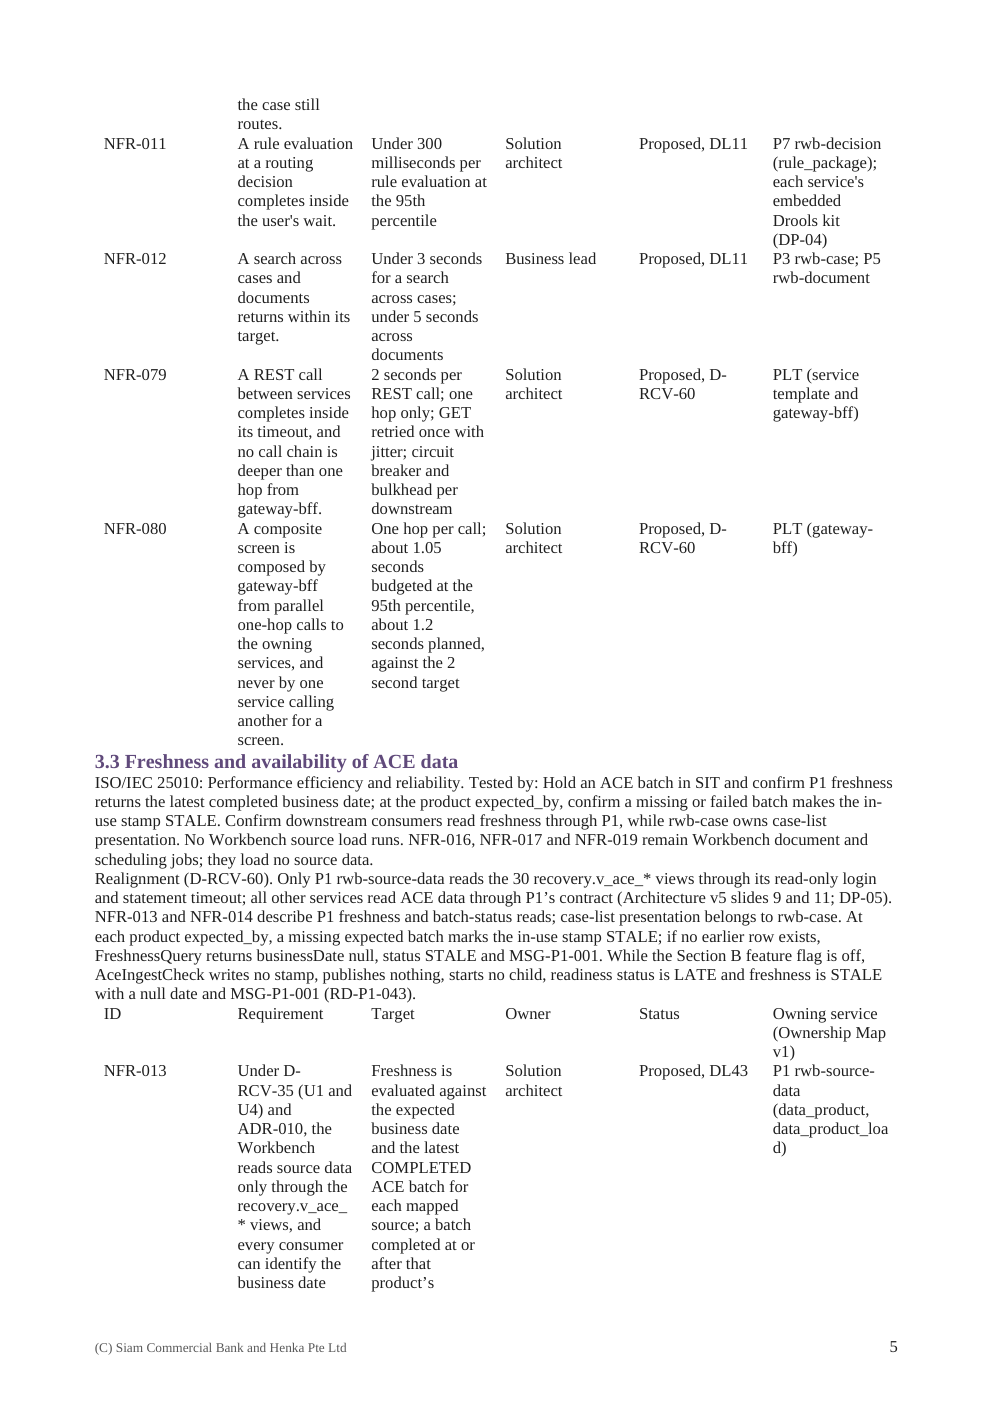 the case still
routes.
NFR-011
A rule evaluation
at a routing
decision
completes inside
the user's wait.
Under 300
milliseconds per
rule evaluation at
the 95th
percentile
Solution
architect
Proposed, DL11
P7 rwb-decision
(rule_package);
each service's
embedded
Drools kit
(DP-04)
NFR-012
A search across
cases and
documents
returns within its
target.
Under 3 seconds
for a search
across cases;
under 5 seconds
across
documents
Business lead
Proposed, DL11
P3 rwb-case; P5
rwb-document
NFR-079
A REST call
between services
completes inside
its timeout, and
no call chain is
deeper than one
hop from
gateway-bff.
2 seconds per
REST call; one
hop only; GET
retried once with
jitter; circuit
breaker and
bulkhead per
downstream
Solution
architect
Proposed, D-
RCV-60
PLT (service
template and
gateway-bff)
NFR-080
A composite
screen is
composed by
gateway-bff
from parallel
one-hop calls to
the owning
services, and
never by one
service calling
another for a
screen.
One hop per call;
about 1.05
seconds
budgeted at the
95th percentile,
about 1.2
seconds planned,
against the 2
second target
Solution
architect
Proposed, D-
RCV-60
PLT (gateway-
bff)
3.3 Freshness and availability of ACE data
ISO/IEC 25010: Performance efficiency and reliability. Tested by: Hold an ACE batch in SIT and confirm P1 freshness
returns the latest completed business date; at the product expected_by, confirm a missing or failed batch makes the in-
use stamp STALE. Confirm downstream consumers read freshness through P1, while rwb-case owns case-list
presentation. No Workbench source load runs. NFR-016, NFR-017 and NFR-019 remain Workbench document and
scheduling jobs; they load no source data.
Realignment (D-RCV-60). Only P1 rwb-source-data reads the 30 recovery.v_ace_* views through its read-only login
and statement timeout; all other services read ACE data through P1’s contract (Architecture v5 slides 9 and 11; DP-05).
NFR-013 and NFR-014 describe P1 freshness and batch-status reads; case-list presentation belongs to rwb-case. At
each product expected_by, a missing expected batch marks the in-use stamp STALE; if no earlier row exists,
FreshnessQuery returns businessDate null, status STALE and MSG-P1-001. While the Section B feature flag is off,
AceIngestCheck writes no stamp, publishes nothing, starts no child, readiness status is LATE and freshness is STALE
with a null date and MSG-P1-001 (RD-P1-043).
ID
Requirement
Target
Owner
Status
Owning service
(Ownership Map
v1)
NFR-013
Under D-
RCV-35 (U1 and
U4) and
ADR-010, the
Workbench
reads source data
only through the
recovery.v_ace_
* views, and
every consumer
can identify the
business date
Freshness is
evaluated against
the expected
business date
and the latest
COMPLETED
ACE batch for
each mapped
source; a batch
completed at or
after that
product’s
Solution
architect
Proposed, DL43
P1 rwb-source-
data
(data_product,
data_product_loa
d)
(C) Siam Commercial Bank and Henka Pte Ltd
5